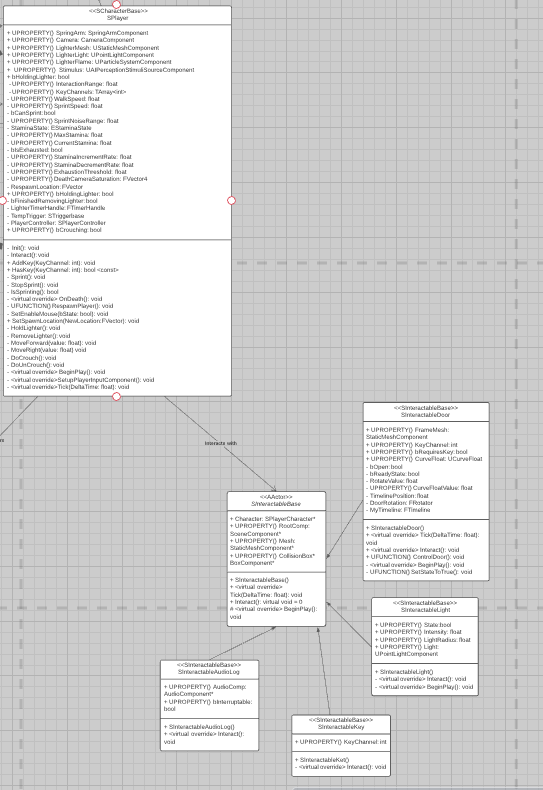 <<SCharacterBase>>
SPlayer
+ UPROPERTY() SpringArm: SpringArmComponent
+ UPROPERTY() Camera: CameraComponent
+ UPROPERTY() LighterMesh: UStaticMeshComponent
+ UPROPERTY() LighterLight: UPointLightComponent
+ UPROPERTY() LighterFlame: UParticleSystemComponent
+ UPROPERTY() Stimulus: UAIPerceptionStimuliSourceComponent
+ bHoldingLighter: bool
- UPROPERTY() InteractionRange: float
- UPROPERTY() KeyChannels: TArray<int>
- UPROPERTY() WalkSpeed: float
- UPROPERTY() SprintSpeed: float
- bCanSprint: bool
- UPROPERTY() SprintNoiseRange: float
- StaminaState: EStaminaState
- UPROPERTY() MaxStamina: float
- UPROPERTY() CurrentStamina: float
- bIsExhausted: bool
- UPROPERTY() StaminaIncrementRate: float
- UPROPERTY() StaminaDecrementRate: float
- UPROPERTY() ExhaustionThreshold: float
- UPROPERTY() DeathCameraSaturation: FVector4
- RespawnLocation: FVector
+ UPROPERTY() bHoldingLighter: bool
- bFinishedRemovingLighter: bool
- LighterTimerHandle: FTimerHandle
- TempTrigger: STriggerbase
- PlayerController: SPlayerController
+ UPROPERTY() bCrouching: bool
- Init(): void
- Interact(): void
+ AddKey(KeyChannel: int): void
+ HasKey(KeyChannel: int): bool <const>
- Sprint(): void
- StopSprint(): void
- IsSprinting(): bool
- <virtual override> OnDeath(): void
- UFUNCTION() RespawnPlayer(): void
- SetEnableMouse(bState: bool): void
+ SetSpawnLocation(NewLocation:FVector): void
- HoldLighter(): void
- RemoveLighter(): void
- MoveForward(value: float): void
- MoveRight(value: float) void
- DoCrouch(): void
- DoUnCrouch(): void
- <virtual override> BeginPlay(): void
- <virtual override>SetupPlayerInputComponent(): void
- <virtual override>Tick(DeltaTime: float): void
Interacts with
<<SInteractableBase>>
SInteractableDoor
+ UPROPERTY() FrameMesh:
StaticMeshComponent
+ UPROPERTY() KeyChannel: int
+ UPROPERTY() bRequiresKey: bool
+ UPROPERTY() CurveFloat: UCurveFloat
- bOpen: bool
- bReadyState: bool
- RotateValue: float
- UPROPERTY() CurveFloatValue: float
- TimelinePosition: float
- DoorRotation: FRotator
- MyTimeline: FTimeline
+ SInteractableDoor()
+ <virtual override> Tick(DeltaTime: float):
void
+ <virtual override> Interact(): void
+ UFUNCTION() ControlDoor(): void
- <virtual override> BeginPlay(): void
- UFUNCTION() SetStateToTrue(): void
<<AActor>>
SInteractableBase
+ Character: SPlayerCharacter*
+ UPROPERTY() RootComp:
SceneComponent*
+ UPROPERTY() Mesh:
StaticMeshComponent*
+ UPROPERTY() CollisionBox*
BoxComponent*
+ SInteractableBase()
+ <virtual override>
Tick(DeltaTime: float): void
+ Interact(): virtual void = 0
# <virtual override> BeginPlay():
void
<<SInteractableBase>>
SInteractableLight
+ UPROPERTY() State:bool
+ UPROPERTY() Intensity: float
+ UPROPERTY() LightRadius: float
+ UPROPERTY() Light:
UPointLightComponent
+ SInteractableLight()
- <virtual override> Interact(): void
- <virtual override> BeginPlay(): void
<<SInteractableBase>>
SInteractableAudioLog
+ UPROPERTY() AudioComp:
AudioComponent*
+ UPROPERTY() bInterruptable:
bool
+ SInteractableAudioLog()
+ <virtual override> Interact():
void
<<SInteractableBase>>
SInteractableKey
+ UPROPERTY() KeyChannel: int
+ SInteractableKet()
- <virtual override> Interact(): void